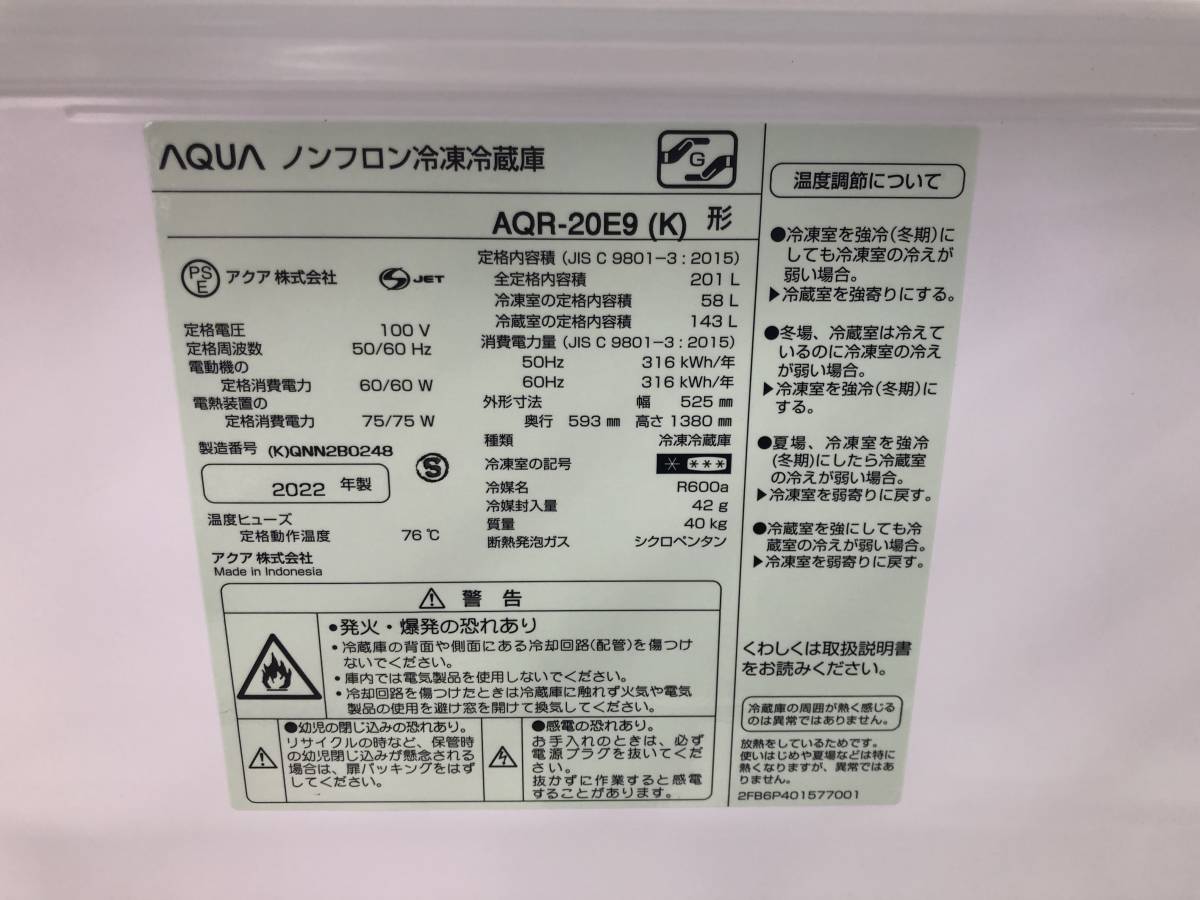 AQUA ノンフロン冷凍冷蔵庫
G
AQR-20E9 (K) 形
PS
E
アクア 株式会社
S JET
定格電圧 100 V
定格周波数 50/60 Hz
電動機の
定格消費電力 60/60 W
電熱装置の
定格消費電力 75/75 W
製造番号 (K)QNN2B0248
2022 年製
S
温度ヒューズ
定格動作温度 76 ℃
アクア 株式会社
Made in Indonesia
定格内容積 (JIS C 9801-3 : 2015)
全定格内容積 201 L
冷凍室の定格内容積 58 L
冷蔵室の定格内容積 143 L
消費電力量 (JIS C 9801-3 : 2015)
50Hz 316 kWh/年
60Hz 316 kWh/年
外形寸法 幅 525 ㎜
奥行 593 ㎜ 高さ 1380 ㎜
種類 冷凍冷蔵庫
冷凍室の記号 * ***
冷媒名 R600a
冷媒封入量 42 g
質量 40 kg
断熱発泡ガス シクロペンタン
⚠ 警告
●発火・爆発の恐れあり
・冷蔵庫の背面や側面にある冷却回路(配管)を傷つけ
ないでください。
・庫内では電気製品を使用しないでください。
・冷却回路を傷つけたときは冷蔵庫に触れず火気や電気
製品の使用を避け窓を開けて換気してください。
●幼児の閉じ込みの恐れあり。
リサイクルの時など、保管時
の幼児閉じ込みが懸念される
場合は、扉パッキングをはず
してください。
●感電の恐れあり。
お手入れのときは、必ず
電源プラグを抜いてくだ
さい。
抜かずに作業すると感電
することがあります。
温度調節について
●冷凍室を強冷(冬期)に
しても冷凍室の冷えが
弱い場合。
▶冷蔵室を強寄りにする。
●冬場、冷蔵室は冷えて
いるのに冷凍室の冷え
が弱い場合。
▶冷凍室を強冷(冬期)に
する。
●夏場、冷凍室を強冷
(冬期)にしたら冷蔵室
の冷えが弱い場合。
▶冷凍室を弱寄りに戻す。
●冷蔵室を強にしても冷
蔵室の冷えが弱い場合。
▶冷凍室を弱寄りに戻す。
くわしくは取扱説明書
をお読みください。
冷蔵庫の周囲が熱く感じる
のは異常ではありません。
放熱をしているためです。
使いはじめや夏場などは特に
熱くなりますが、異常ではあ
りません。
2FB6P401577001